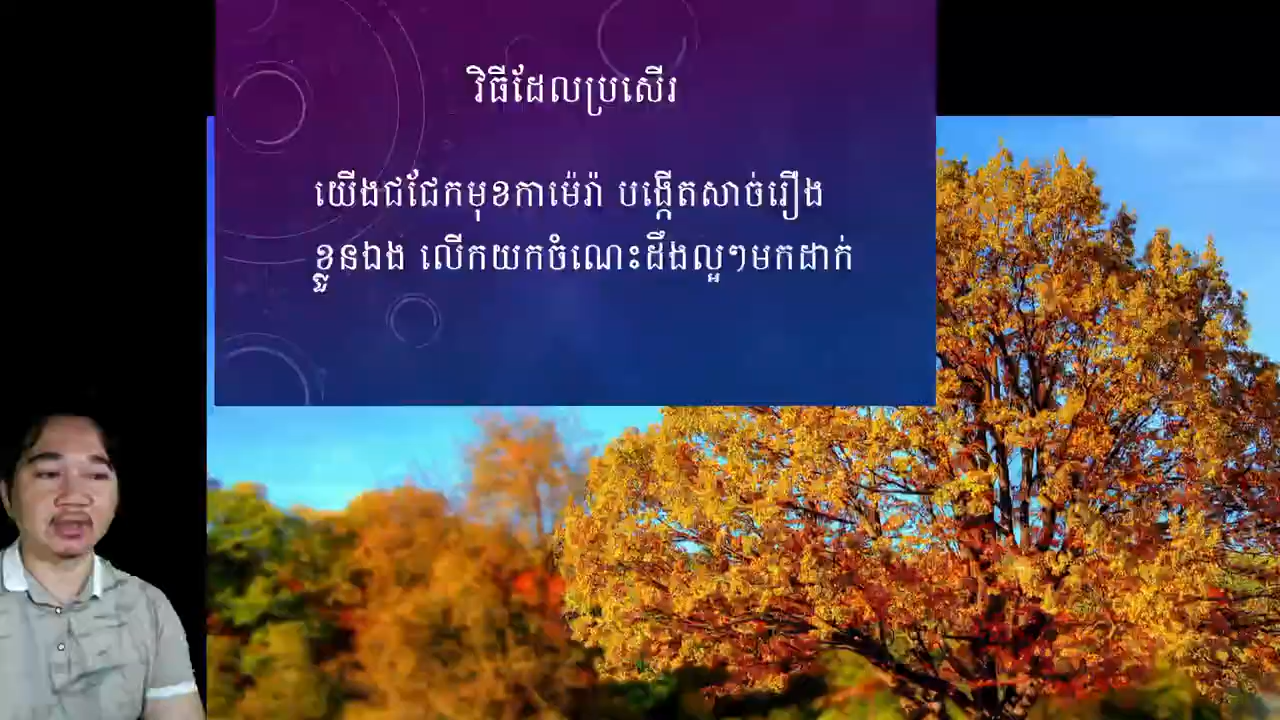 វិធីដែលប្រសើរ
យើងជជែកមុខកាម៉េរ៉ា បង្កើតសាច់រឿង
ខ្លួនឯង លើកយកចំណេះដឹងល្អៗមកដាក់